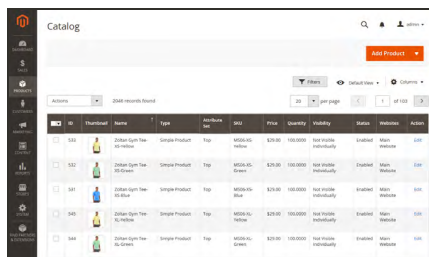 Catalog
admin
Add Product
Filters
Default View
Columns
Actions
2046 records found
20
per page
1
of 103
ID
Thumbnail
Name
Type
Attribute Set
SKU
Price
Quantity
Visibility
Status
Websites
Action
533
Zoltan Gym Tee-XS-Yellow
Simple Product
Top
MS06-XS-Yellow
$29.00
100.0000
Not Visible Individually
Enabled
Main Website
Edit
532
Zoltan Gym Tee-XS-Green
Simple Product
Top
MS06-XS-Green
$29.00
100.0000
Not Visible Individually
Enabled
Main Website
Edit
531
Zoltan Gym Tee-XS-Blue
Simple Product
Top
MS06-XS-Blue
$29.00
100.0000
Not Visible Individually
Enabled
Main Website
Edit
545
Zoltan Gym Tee-XL-Yellow
Simple Product
Top
MS06-XL-Yellow
$29.00
100.0000
Not Visible Individually
Enabled
Main Website
Edit
544
Zoltan Gym Tee-XL-Green
Simple Product
Top
MS06-XL-Green
$29.00
100.0000
Not Visible Individually
Enabled
Main Website
Edit
DASHBOARD
SALES
PRODUCTS
CUSTOMERS
MARKETING
CONTENT
REPORTS
STORES
SYSTEM